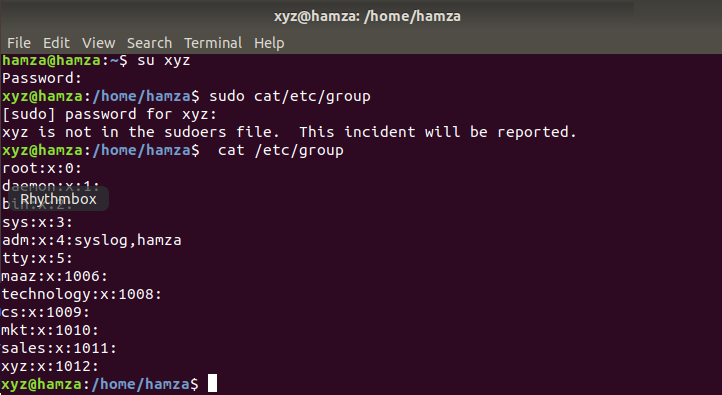 xyz@hamza: /home/hamza
File Edit View Search Terminal Help
hamza@hamza:~$ su xyz
Password:
xyz@hamza:/home/hamza$ sudo cat/etc/group
[sudo] password for xyz:
xyz is not in the sudoers file.  This incident will be reported.
xyz@hamza:/home/hamza$  cat /etc/group
root:x:0:
daemon:x:1:
Rhythmbox
bin:x:2:
sys:x:3:
adm:x:4:syslog,hamza
tty:x:5:
maaz:x:1006:
technology:x:1008:
cs:x:1009:
mkt:x:1010:
sales:x:1011:
xyz:x:1012:
xyz@hamza:/home/hamza$